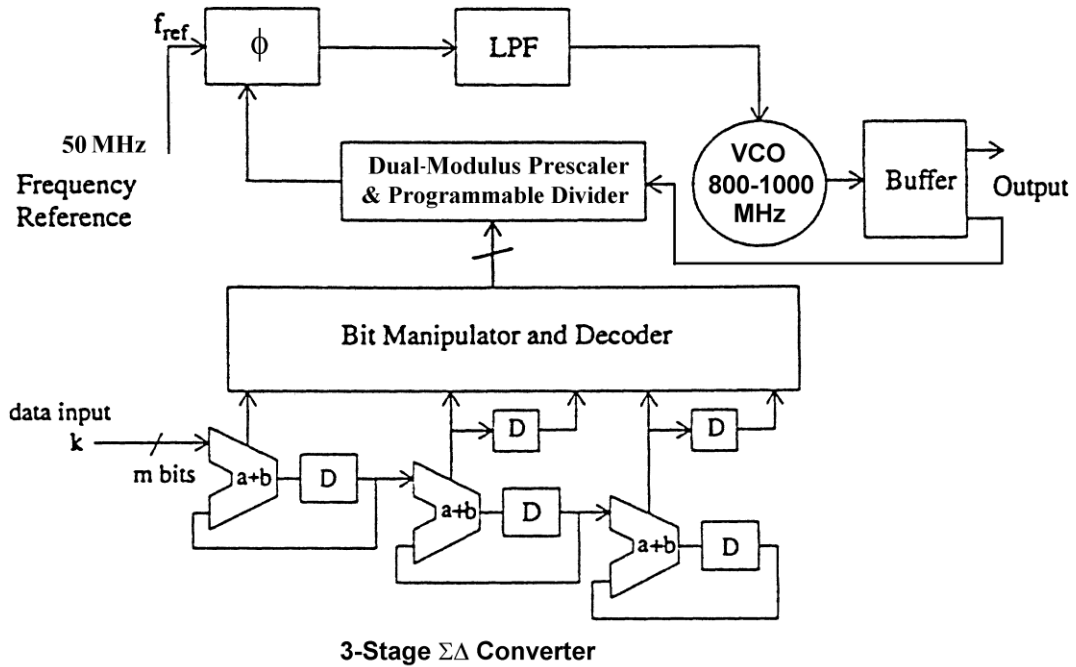 f_ref
ϕ
LPF
50 MHz
Frequency
Reference
Dual-Modulus Prescaler
& Programmable Divider
VCO
800-1000
MHz
Buffer
Output
Bit Manipulator and Decoder
data input
k
m bits
a+b
D
a+b
D
D
a+b
D
D
3-Stage ΣΔ Converter